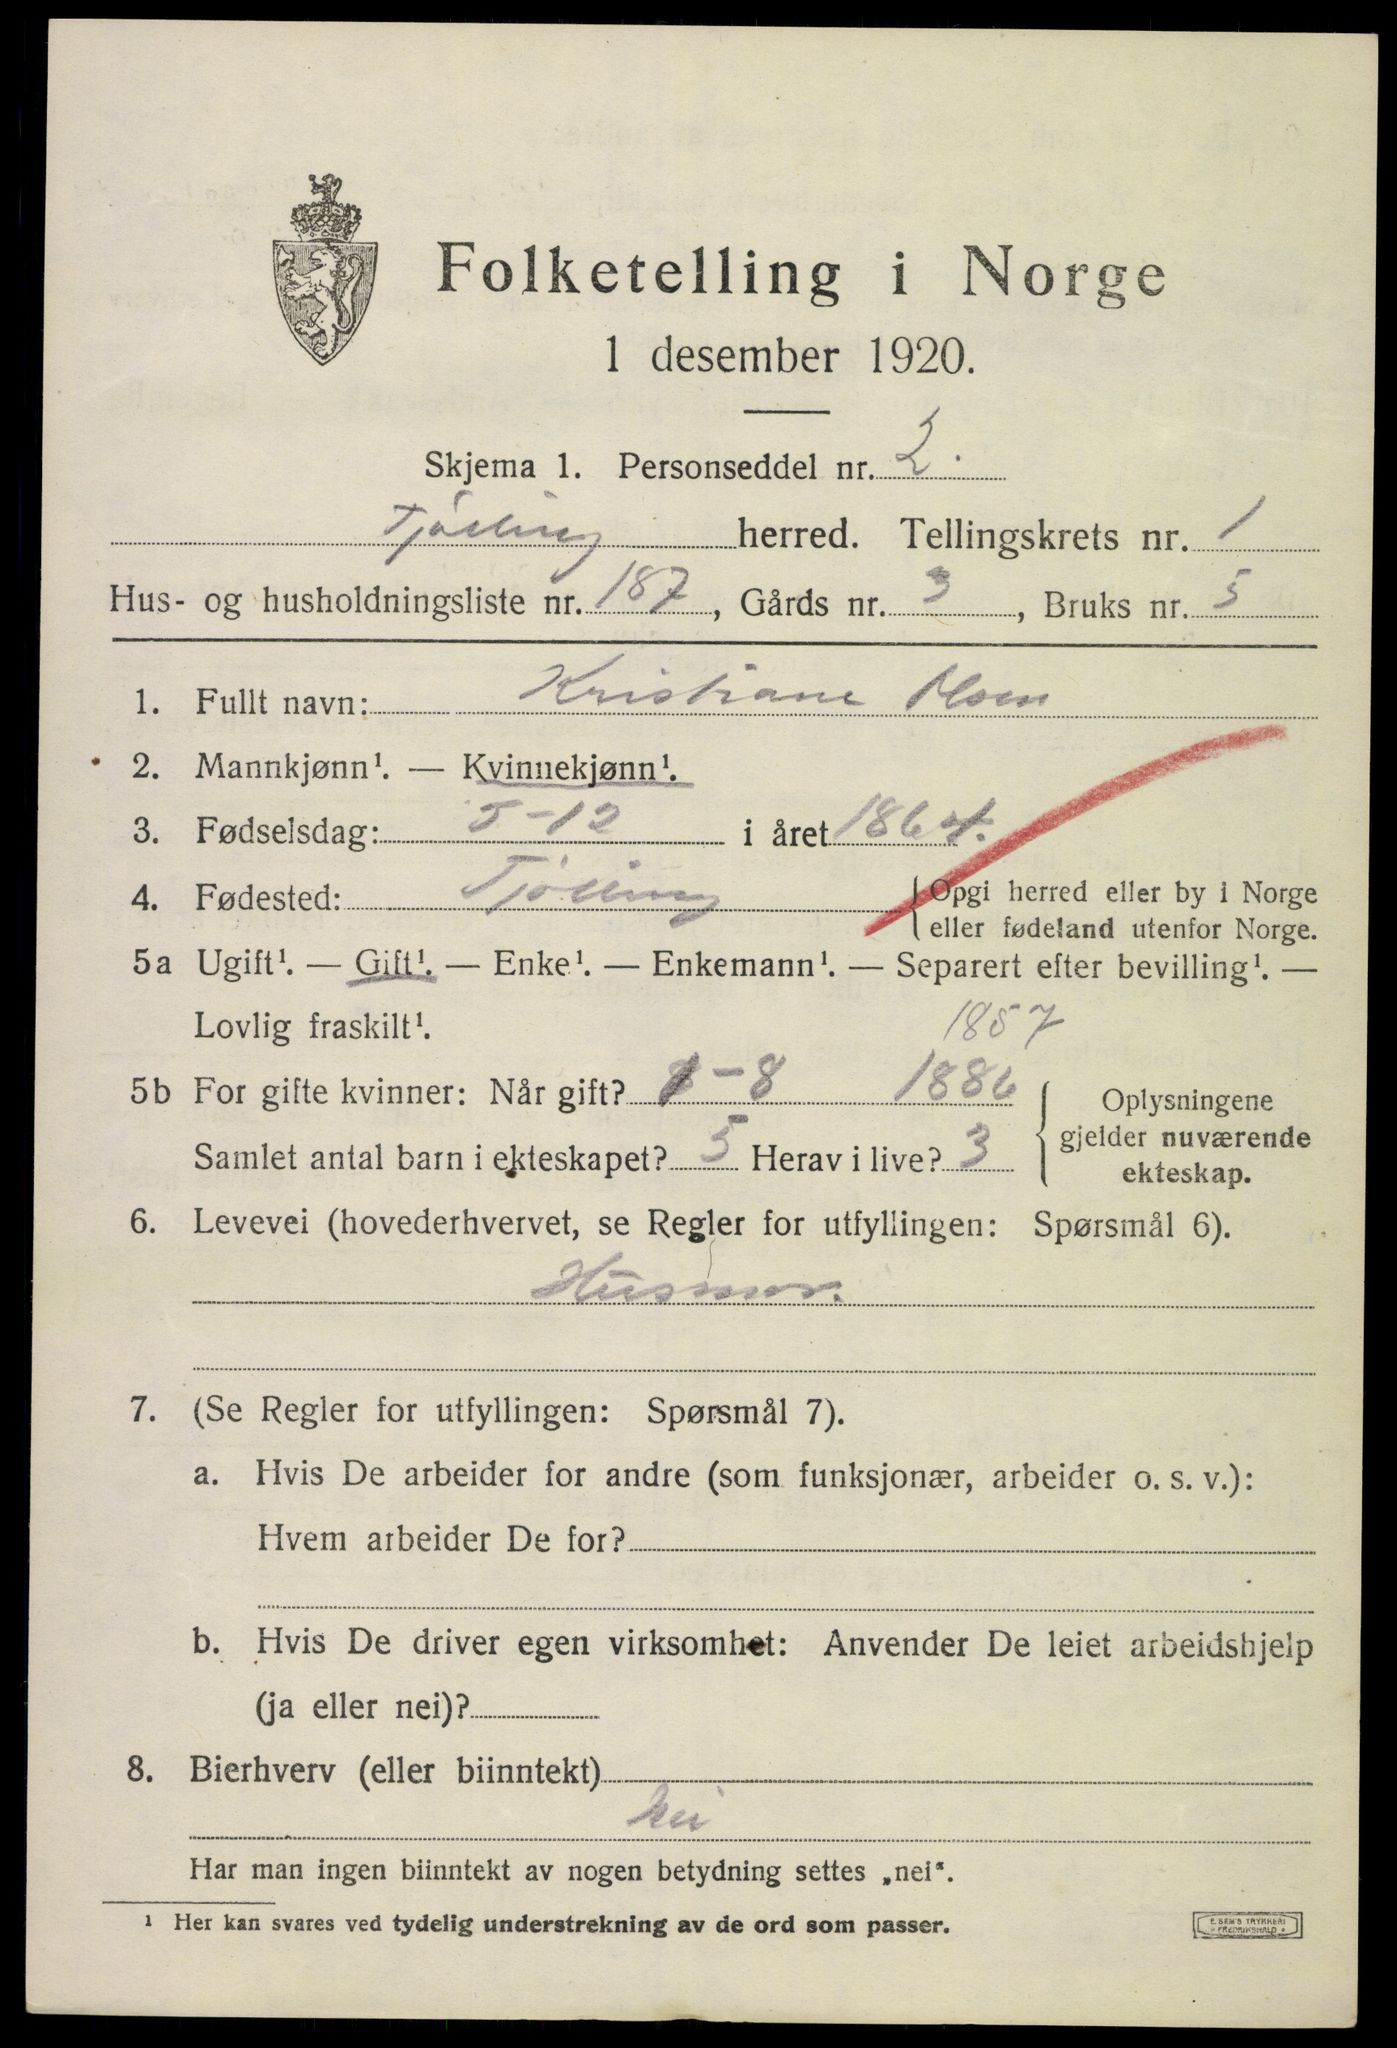 Folketelling i Norge
1 desember 1920.
Skjema 1. Personseddel nr. 2.
Tjølling herred. Tellingskrets nr. 1
Hus- og husholdningsliste nr. 187, Gårds nr. 3, Bruks nr. 5
1. Fullt navn: Kristiane Olsen
2. Mannkjønn¹. — Kvinnekjønn¹.
3. Fødselsdag: 5-12 i året 1864.
4. Fødested: Tjølling { Opgi herred eller by i Norge
eller fødeland utenfor Norge.
5a Ugift¹. — Gift¹. — Enke¹. — Enkemann¹. — Separert efter bevilling¹. —
Lovlig fraskilt¹. 1857
5b For gifte kvinner: Når gift? 1-8 1886 { Oplysningene
gjelder nuværende
ekteskap.
Samlet antal barn i ekteskapet? 5 Herav i live? 3
6. Levevei (hovederhvervet, se Regler for utfyllingen: Spørsmål 6).
Husmor.
7. (Se Regler for utfyllingen: Spørsmål 7).
a. Hvis De arbeider for andre (som funksjonær, arbeider o. s. v.):
Hvem arbeider De for?
b. Hvis De driver egen virksomhet: Anvender De leiet arbeidshjelp
(ja eller nei)?
8. Bierhverv (eller biinntekt)
Nei
Har man ingen biinntekt av nogen betydning settes „nei“.
¹ Her kan svares ved tydelig understrekning av de ord som passer.
E. SEM'S TRYKKERI
FREDRIKSHALD